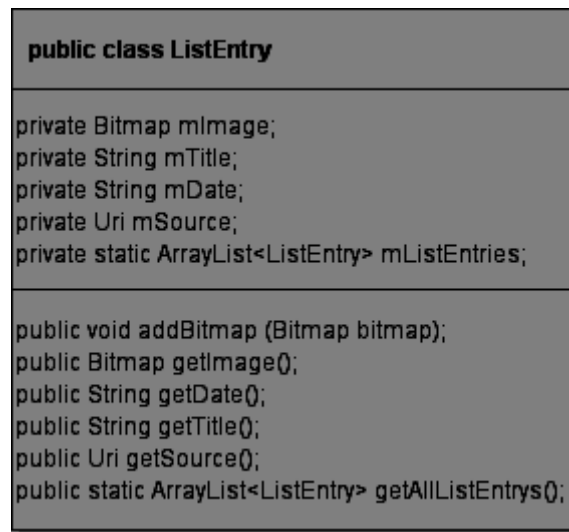 public class ListEntry
private Bitmap mImage;
private String mTitle;
private String mDate;
private Uri mSource;
private static ArrayList<ListEntry> mListEntries;
public void addBitmap (Bitmap bitmap);
public Bitmap getImage();
public String getDate();
public String getTitle();
public Uri getSource();
public static ArrayList<ListEntry> getAllListEntrys();